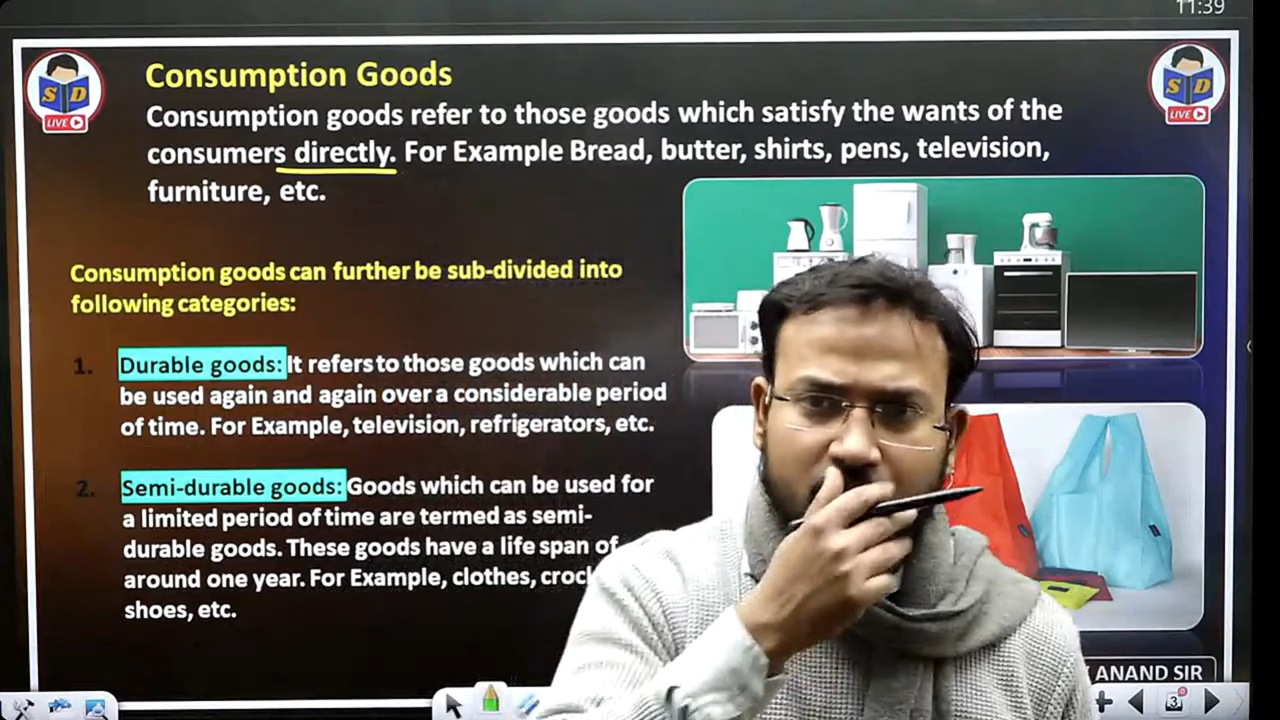 11:39
S D
LIVE
S D
LIVE
Consumption Goods
Consumption goods refer to those goods which satisfy the wants of the
consumers directly. For Example Bread, butter, shirts, pens, television,
furniture, etc.
Consumption goods can further be sub-divided into
following categories:
1. Durable goods: It refers to those goods which can
be used again and again over a considerable period
of time. For Example, television, refrigerators, etc.
2. Semi-durable goods: Goods which can be used for
a limited period of time are termed as semi-
durable goods. These goods have a life span of
around one year. For Example, clothes,
shoes, etc.
ANAND SIR
3